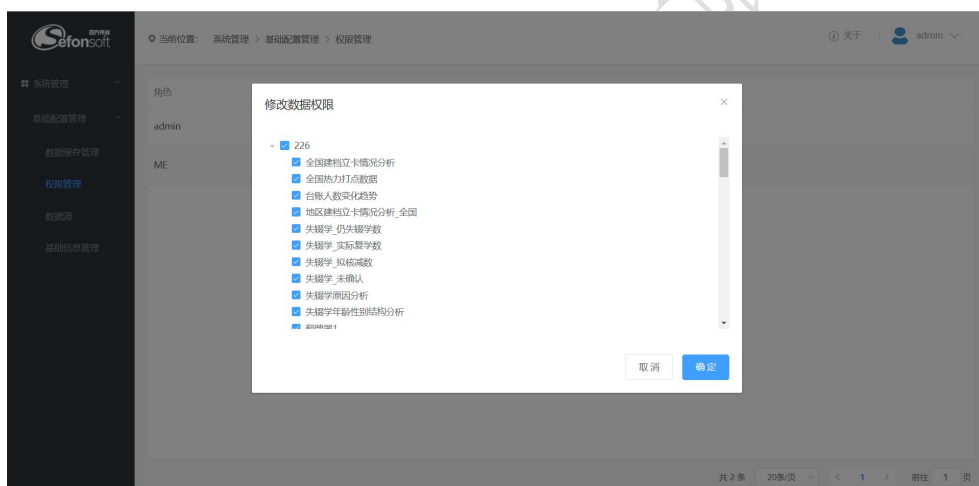 Sefonsoft
当前位置： 系统管理 > 基础配置管理 > 权限管理
关于
admin
系统管理
基础配置管理
数据缓存管理
权限管理
数据源
基础信息管理
角色
admin
ME
修改数据权限
226
全国建档立卡情况分析
全国热力打点数据
台账人数变化趋势
地区建档立卡情况分析_全国
失辍学_仍失辍学数
失辍学_实际复学数
失辍学_拟核减数
失辍学_未确认
失辍学原因分析
失辍学年龄性别结构分析
取消
确定
共 2 条
20条/页
1
前往 1 页